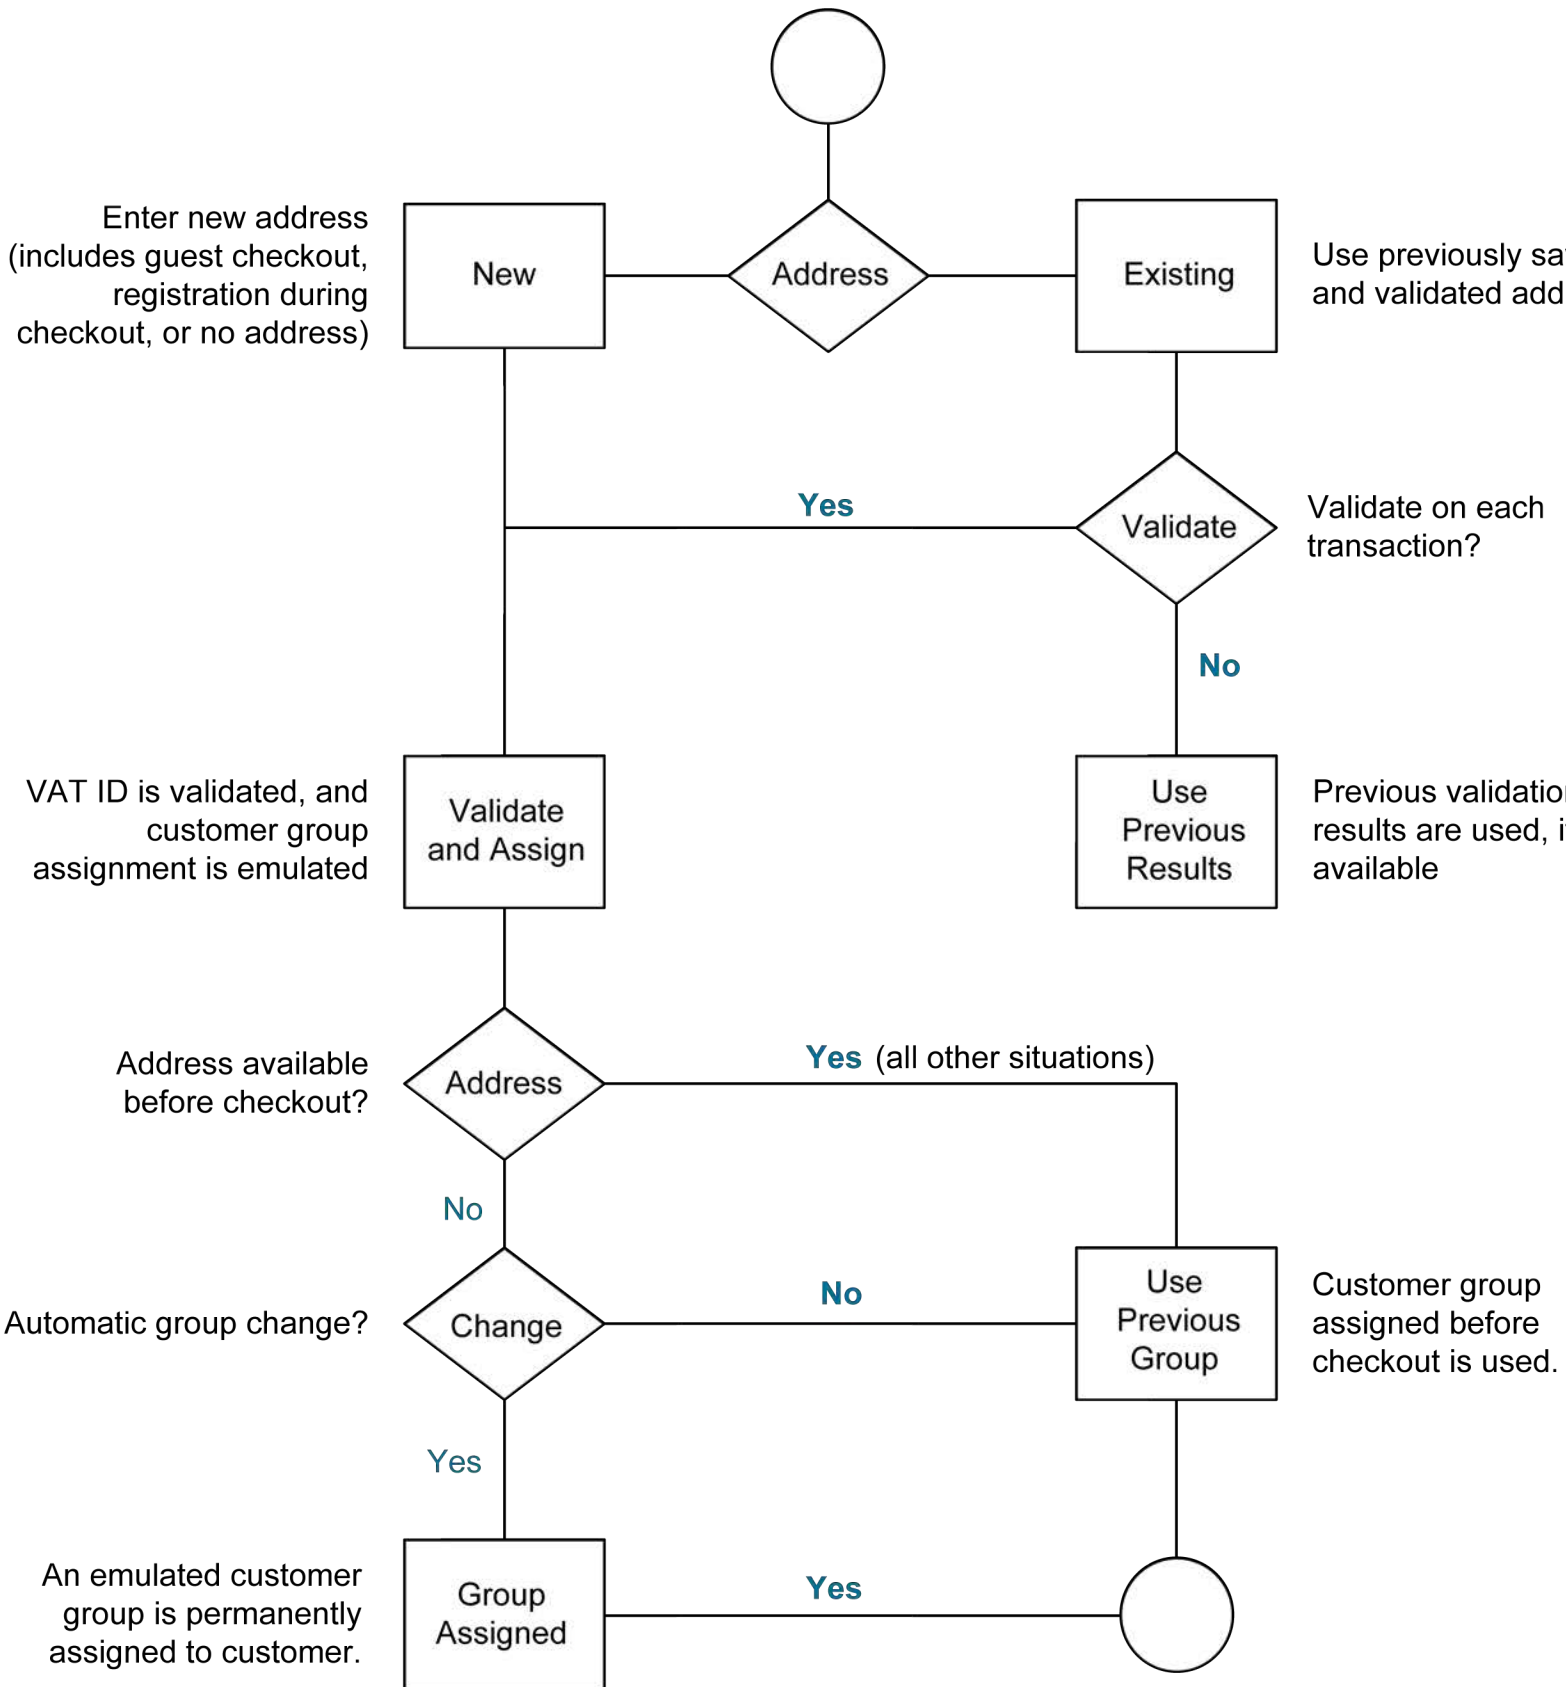 Enter new address
(includes guest checkout,
registration during
checkout, or no address)
New
Address
Existing
Use previously
and validated
Yes
Validate
Validate on each
transaction?
No
VAT ID is validated, and
customer group
assignment is emulated
Validate
and Assign
Use
Previous
Results
Previous
results are used,
available
Address available
before checkout?
Address
Yes (all other situations)
No
Automatic group change?
Change
No
Use
Previous
Group
Customer group
assigned before
checkout is used.
Yes
An emulated customer
group is permanently
assigned to customer.
Group
Assigned
Yes